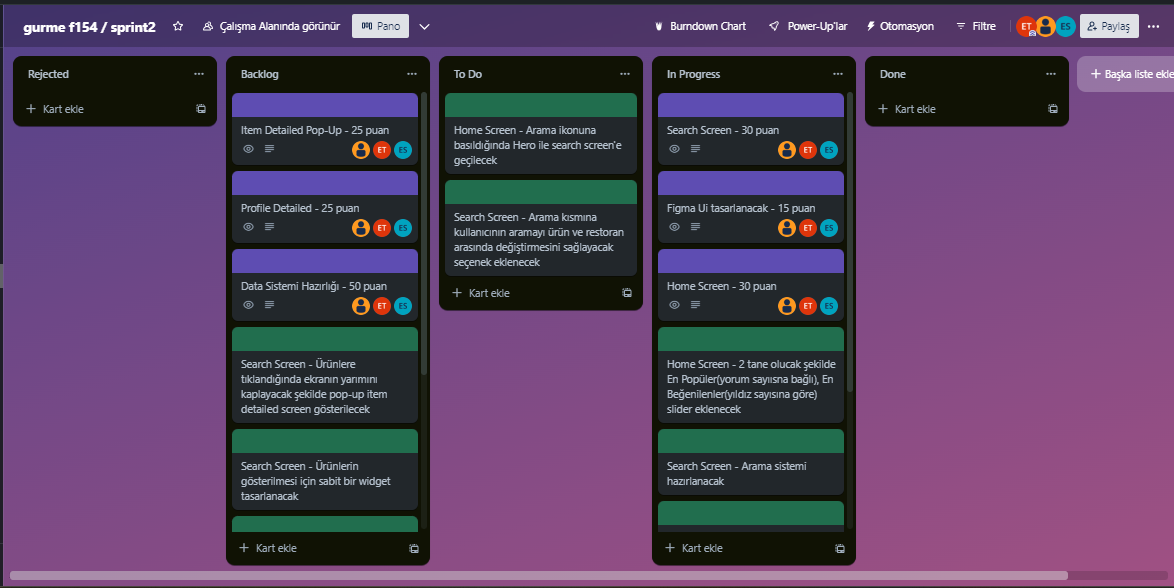 gurme f154 / sprint2
Çalışma Alanında görünür
Pano
Burndown Chart
Power-Up'lar
Otomasyon
Filtre
ET
ES
Paylaş
Rejected
Kart ekle
Backlog
Item Detailed Pop-Up - 25 puan
ET
ES
Profile Detailed - 25 puan
ET
ES
Data Sistemi Hazırlığı - 50 puan
ET
ES
Search Screen - Ürünlere
tıklandığında ekranın yarımını
kaplayacak şekilde pop-up item
detailed screen gösterilecek
Search Screen - Ürünlerin
gösterilmesi için sabit bir widget
tasarlanacak
Kart ekle
To Do
Home Screen - Arama ikonuna
basıldığında Hero ile search screen'e
geçilecek
Search Screen - Arama kısmına
kullanıcının aramayı ürün ve restoran
arasında değiştirmesini sağlayacak
seçenek eklenecek
Kart ekle
In Progress
Search Screen - 30 puan
ET
ES
Figma Ui tasarlanacak - 15 puan
ET
ES
Home Screen - 30 puan
ET
ES
Home Screen - 2 tane olucak şekilde
En Popüler(yorum sayıısna bağlı), En
Beğenilenler(yıldız sayısına göre)
slider eklenecek
Search Screen - Arama sistemi
hazırlanacak
Kart ekle
Done
Kart ekle
Başka liste ekle